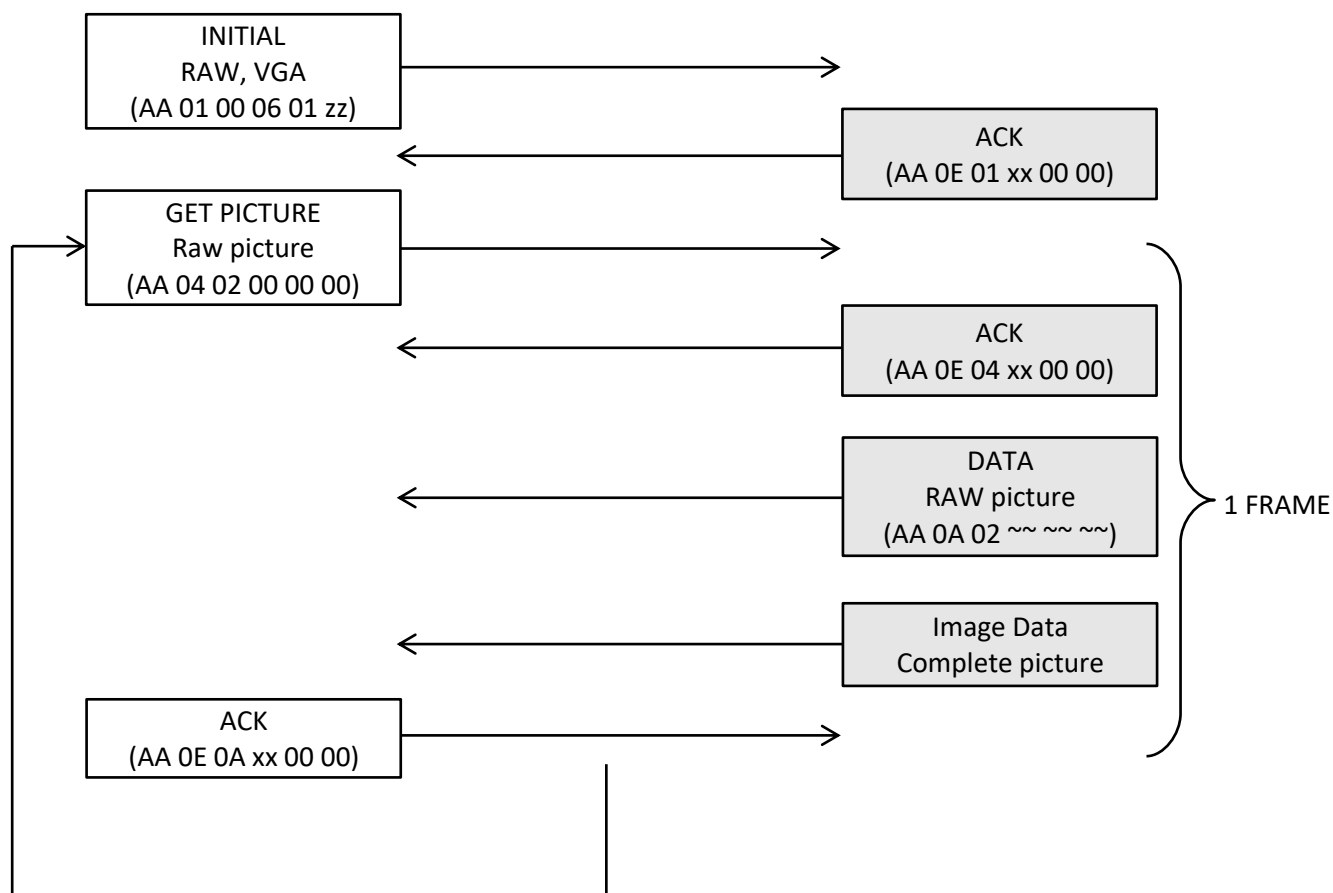 INITIAL
RAW, VGA
(AA 01 00 06 01 zz)
ACK
(AA 0E 01 xx 00 00)
GET PICTURE
Raw picture
(AA 04 02 00 00 00)
ACK
(AA 0E 04 xx 00 00)
DATA
RAW picture
(AA 0A 02 ~~ ~~ ~~)
1 FRAME
Image Data
Complete picture
ACK
(AA 0E 0A xx 00 00)